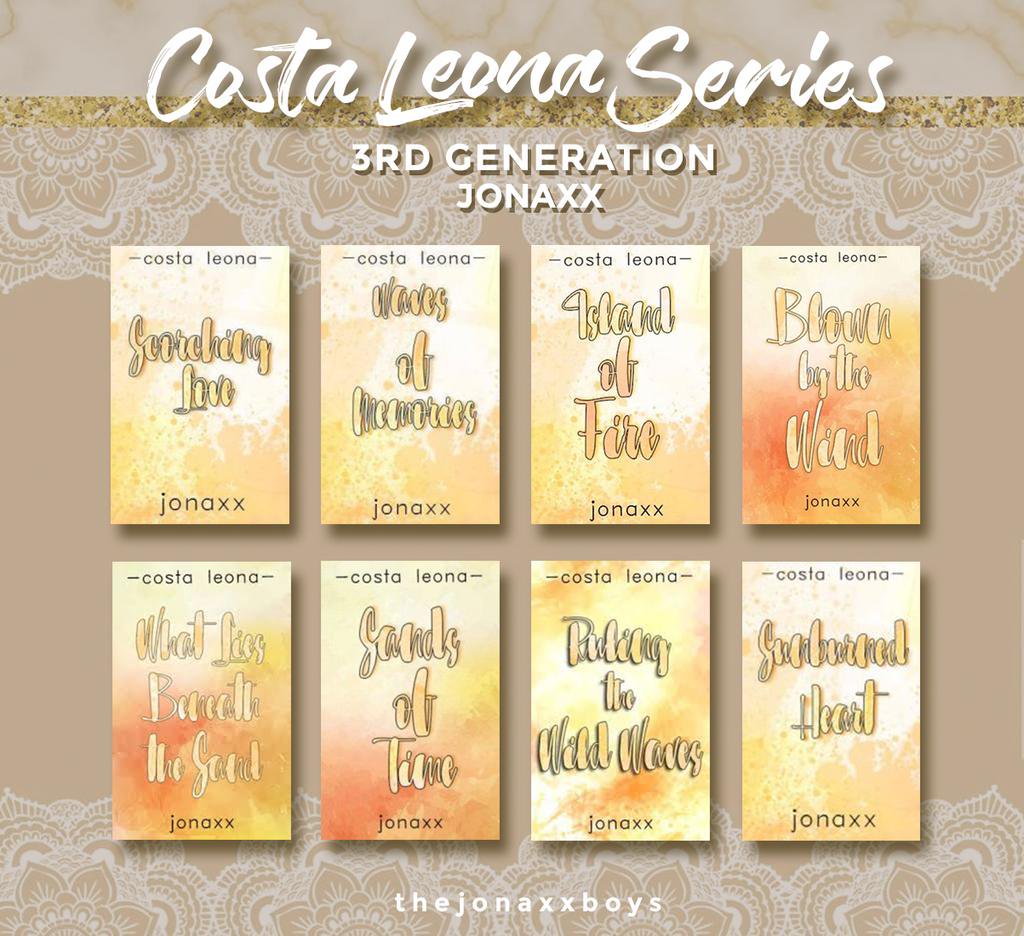 Costa Leona Series
3RD GENERATION
JONAXX
-costa leona-
Scorching
Love
jonaxx
-costa leona-
Waves
of
Memories
jonaxx
-costa leona-
Island
of
Fire
jonaxx
-costa leona-
Blown
by the
Wind
jonaxx
-costa leona-
What Lies
Beneath
the Sand
jonaxx
-costa leona-
Sands
of
Time
jonaxx
-costa leona-
Ruling
the
Wild Waves
jonaxx
-costa leona-
Sunburned
Heart
jonaxx
thejonaxxboys